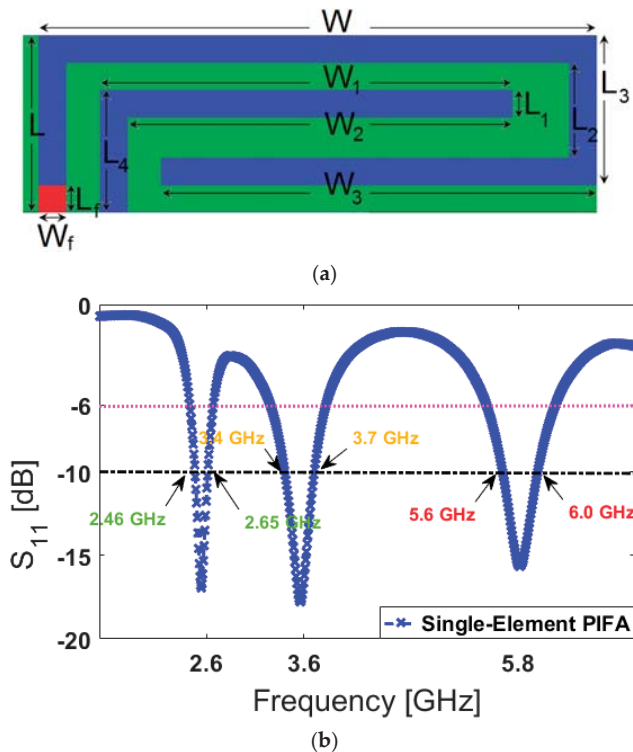 W
W1
L L4 W2 L1 L2 L3
W3
Lf
Wf
(a)
0
-6
3.4 GHz 3.7 GHz
-10
2.46 GHz 2.65 GHz 5.6 GHz 6.0 GHz
-15
-20
S11 [dB]
Single-Element PIFA
2.6 3.6 5.8
Frequency [GHz]
(b)